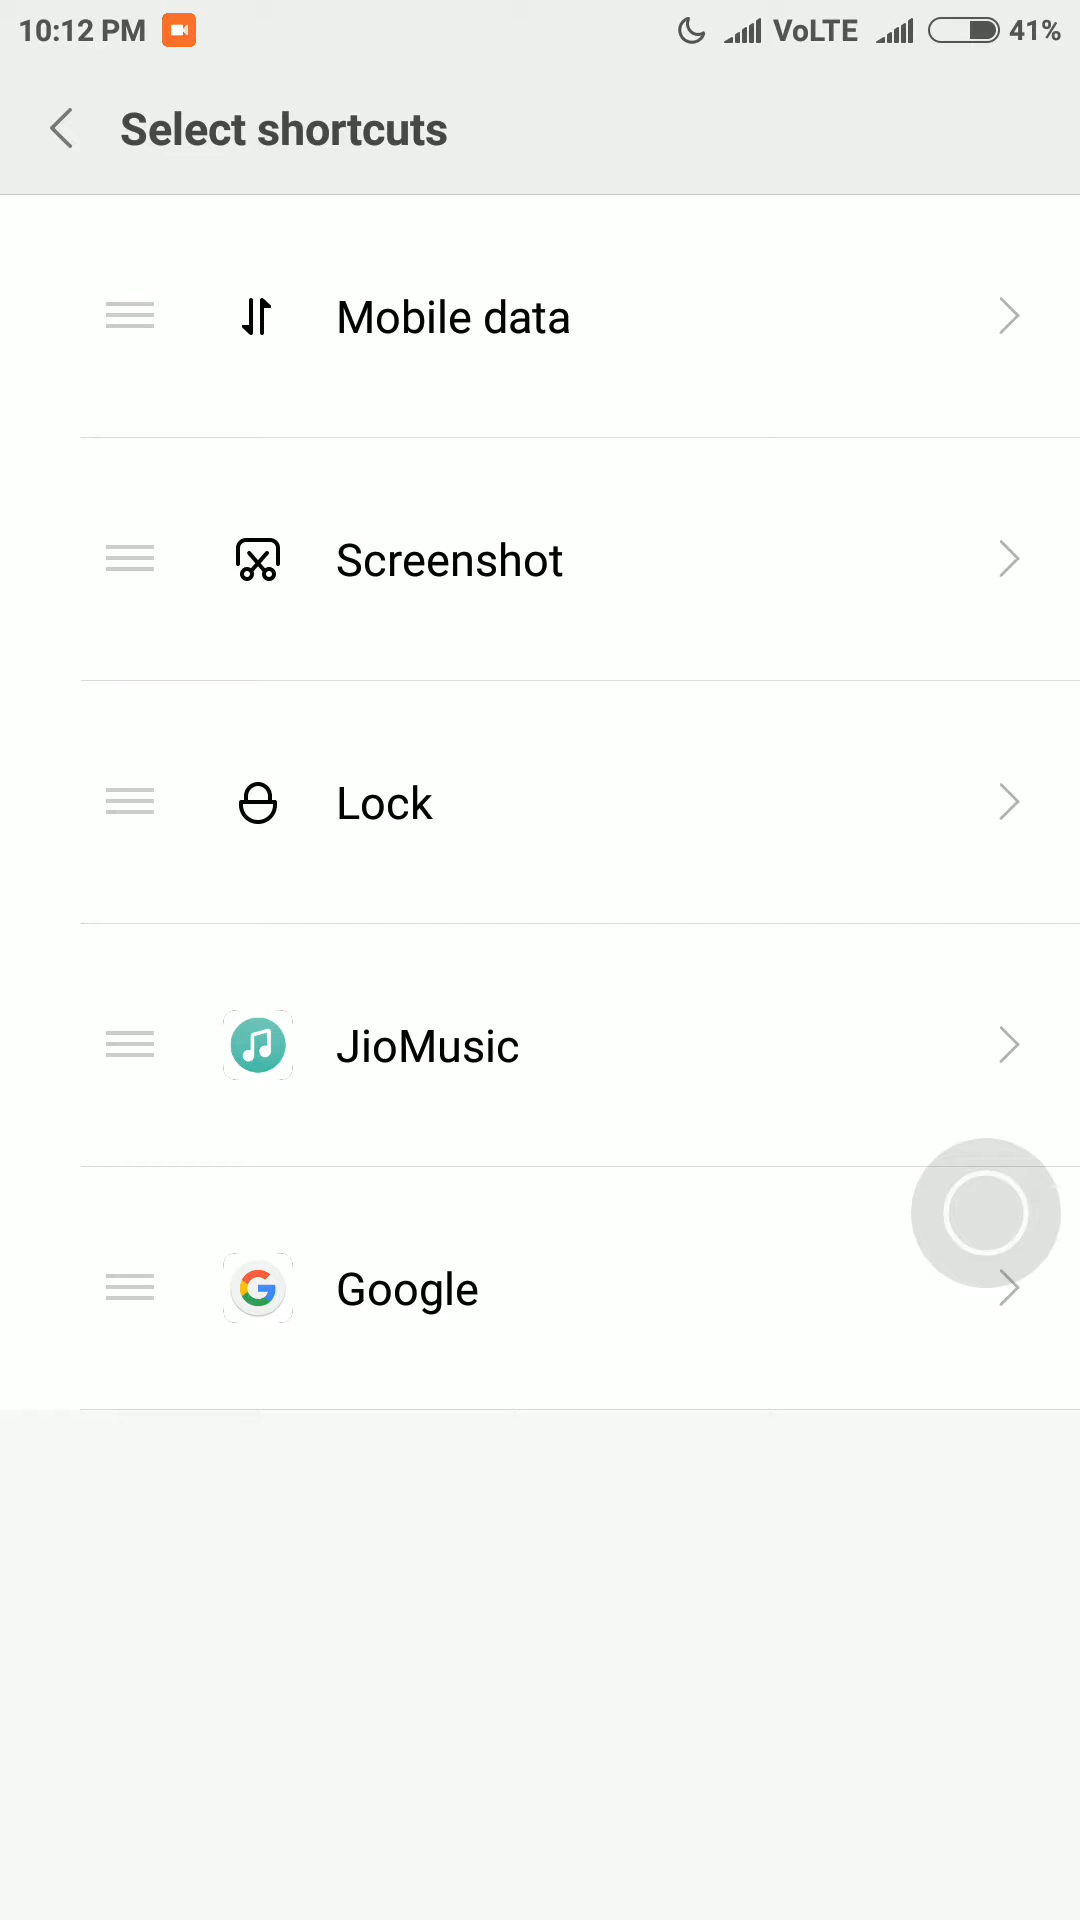 10:12 PM VoLTE 41%
Select shortcuts
Mobile data
Screenshot
Lock
JioMusic
Google